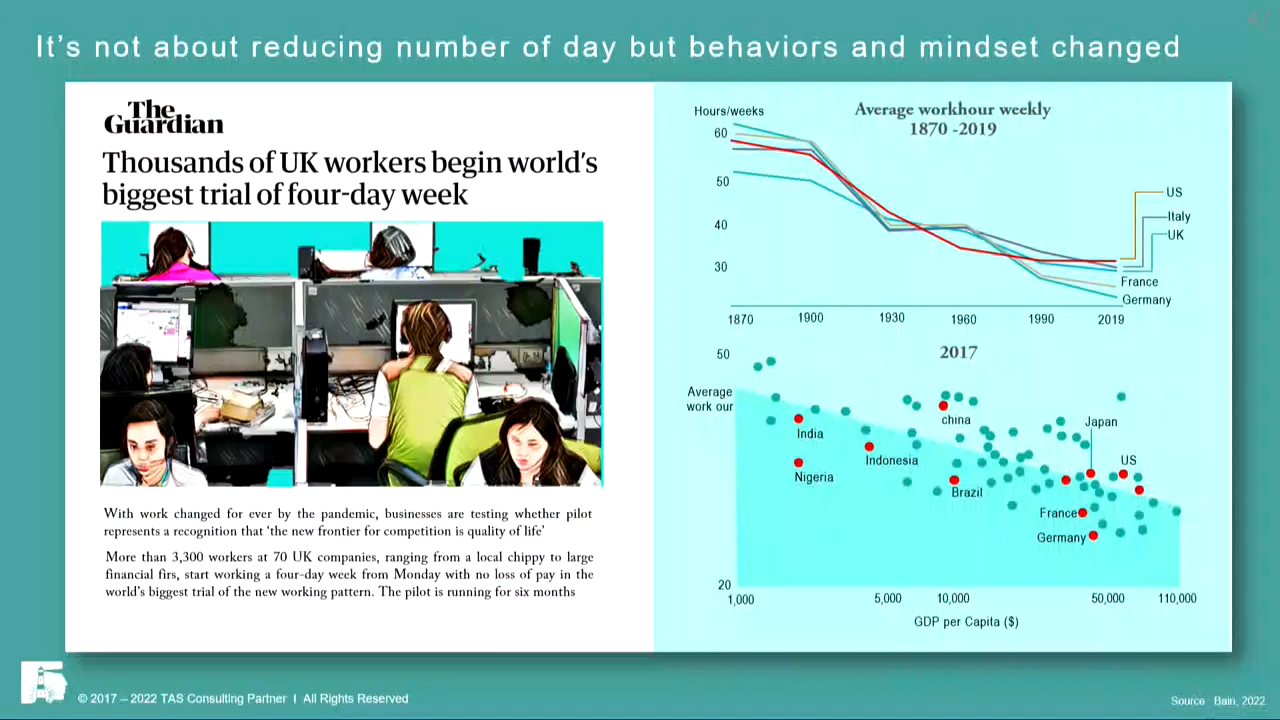 It's not about reducing number of day but behaviors and mindset changed
The
Guardian
Thousands of UK workers begin world's
biggest trial of four-day week
With work changed for ever by the pandemic, businesses are testing whether pilot
represents a recognition that 'the new frontier for competition is quality of life'
More than 3,300 workers at 70 UK companies, ranging from a local chippy to large
financial firs, start working a four-day week from Monday with no loss of pay in the
world's biggest trial of the new working pattern. The pilot is running for six months
Hours/weeks
Average workhour weekly
1870 -2019
60
50
40
30
US
Italy
UK
France
Germany
1870 1900 1930 1960 1990 2019
2017
50
Average
work our
china
Japan
India
Indonesia
US
Nigeria
Brazil
France
Germany
20
1,000 5,000 10,000 50,000 110,000
GDP per Capita ($)
© 2017 – 2022 TAS Consulting Partner I All Rights Reserved
Source Bain, 2022